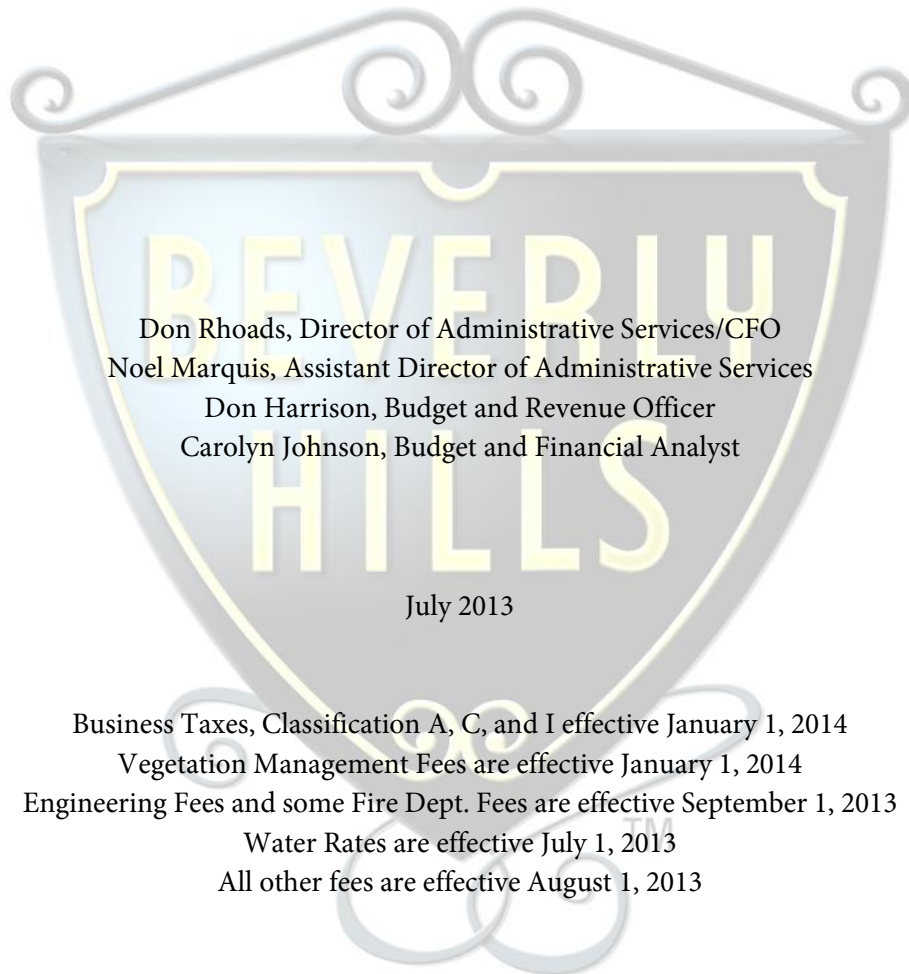 BEVERLY
HILLS
Don Rhoads, Director of Administrative Services/CFO
Noel Marquis, Assistant Director of Administrative Services
Don Harrison, Budget and Revenue Officer
Carolyn Johnson, Budget and Financial Analyst
July 2013
Business Taxes, Classification A, C, and I effective January 1, 2014
Vegetation Management Fees are effective January 1, 2014
Engineering Fees and some Fire Dept. Fees are effective September 1, 2013
TM
Water Rates are effective July 1, 2013
All other fees are effective August 1, 2013